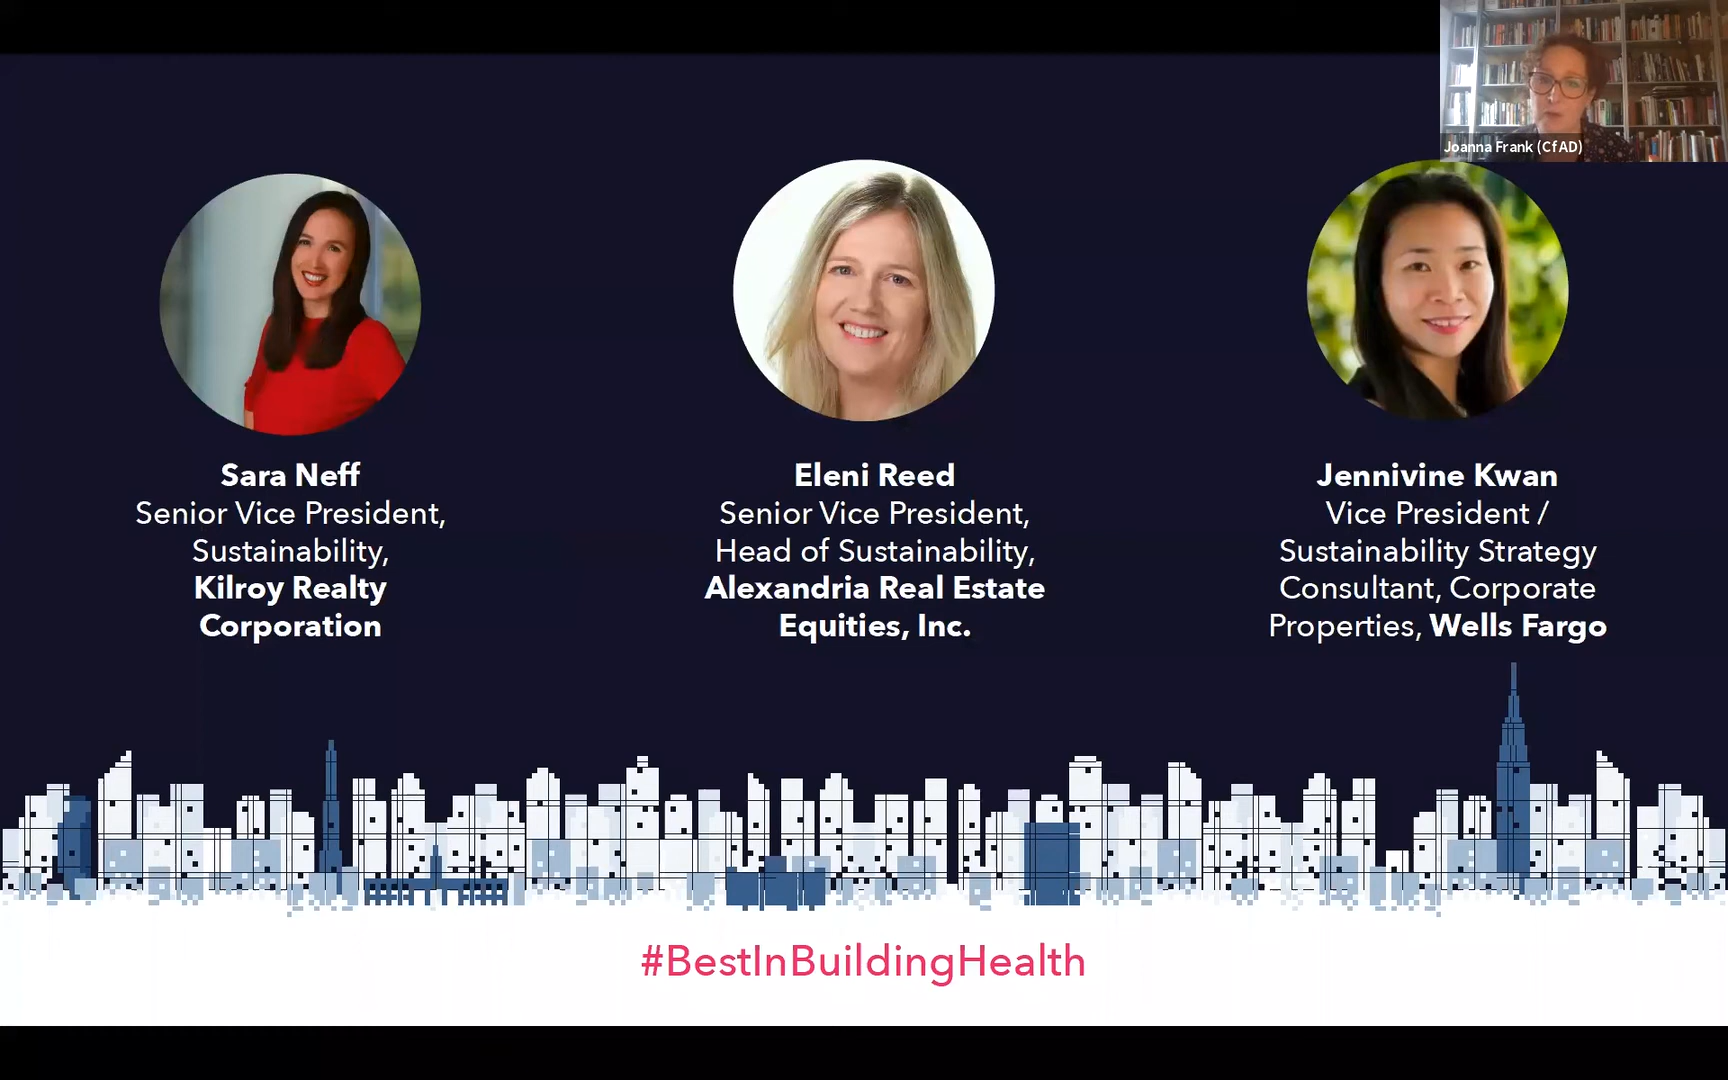 Joanna Frank (CfAD)
Sara Neff
Senior Vice President,
Sustainability,
Kilroy Realty
Corporation
Eleni Reed
Senior Vice President,
Head of Sustainability,
Alexandria Real Estate
Equities, Inc.
Jennivine Kwan
Vice President /
Sustainability Strategy
Consultant, Corporate
Properties, Wells Fargo
#BestInBuildingHealth